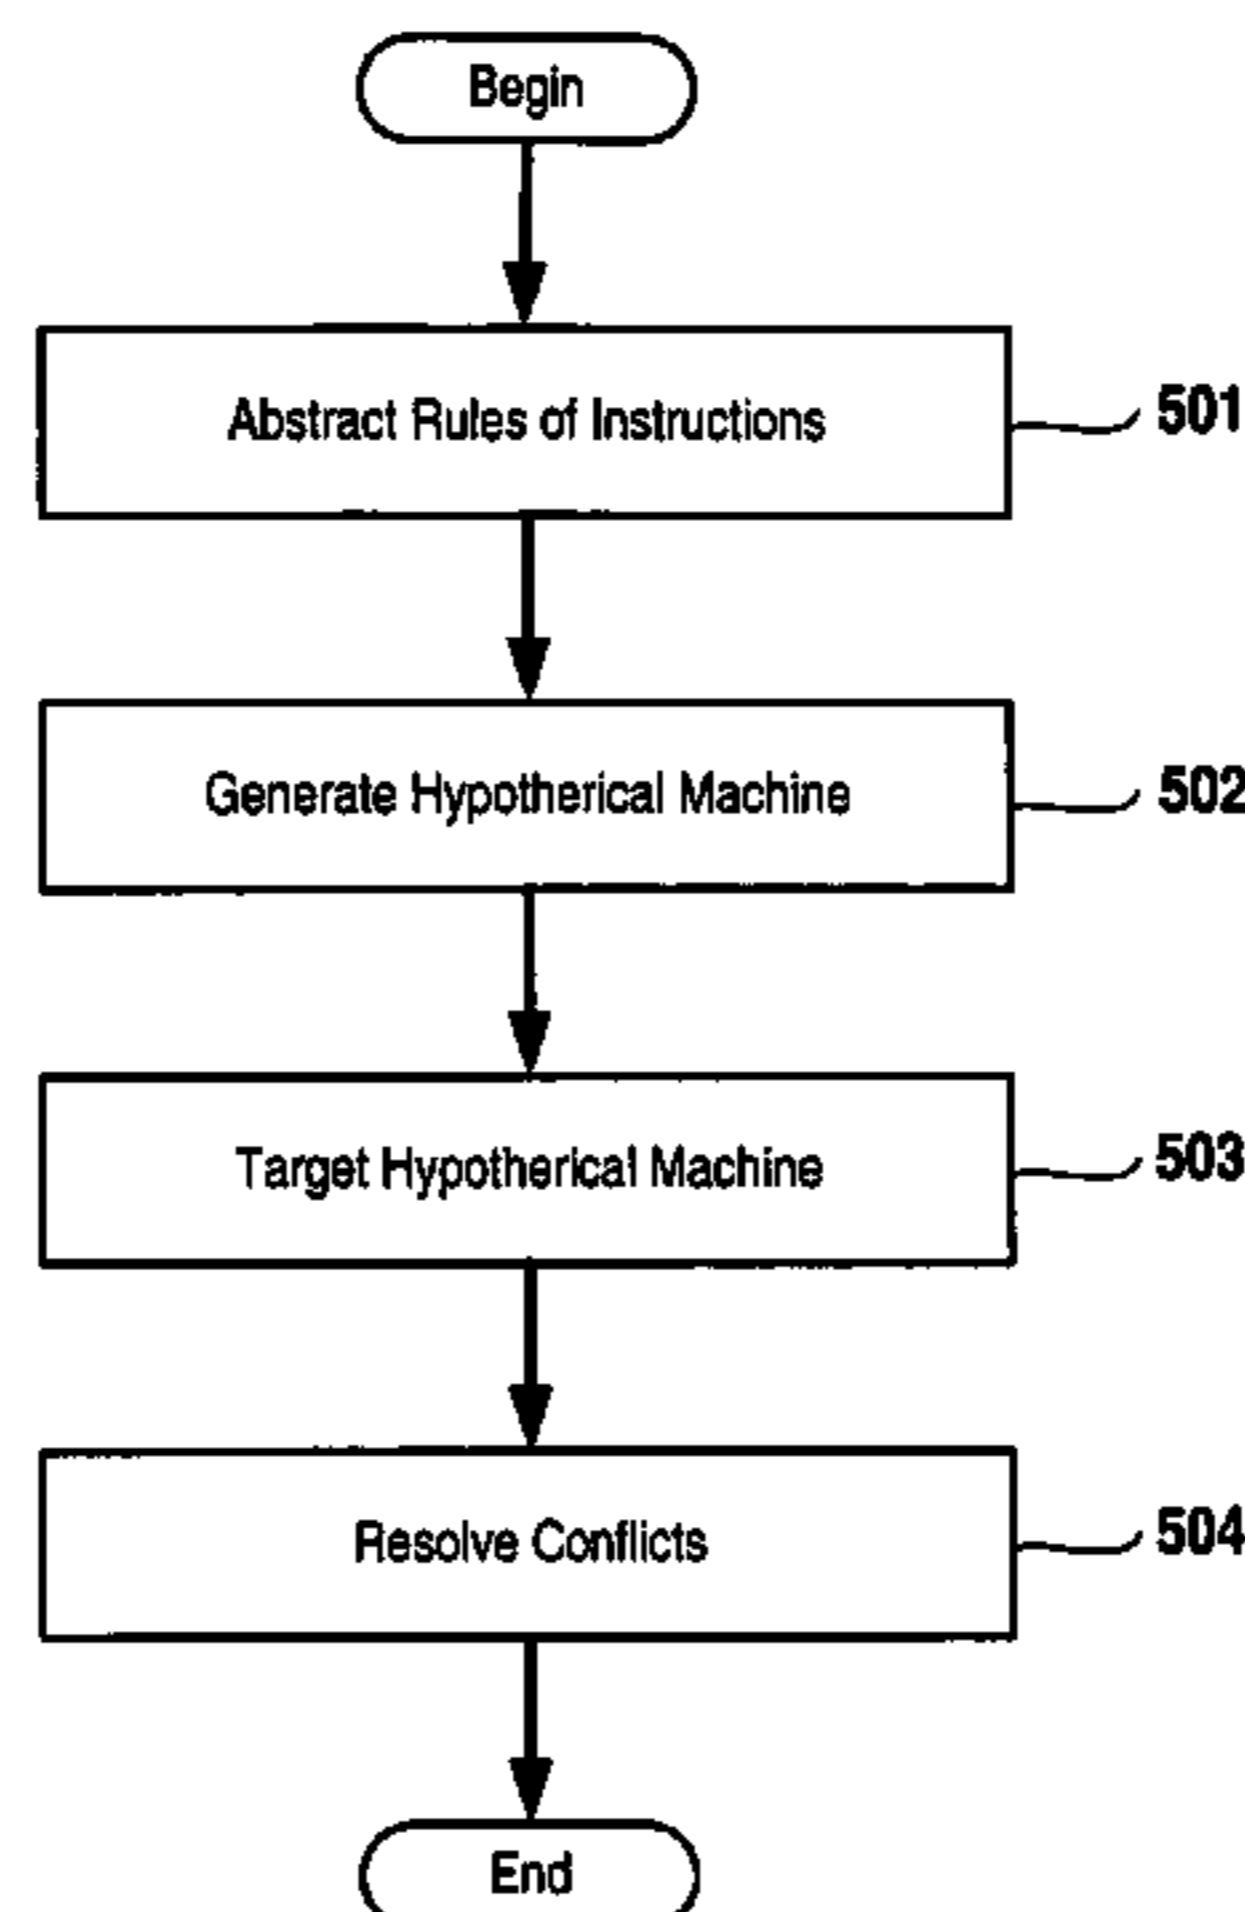 Begin
Abstract Rules of Instructions
501
Generate Hypotherical Machine
502
Target Hypotherical Machine
503
Resolve Conflicts
504
End